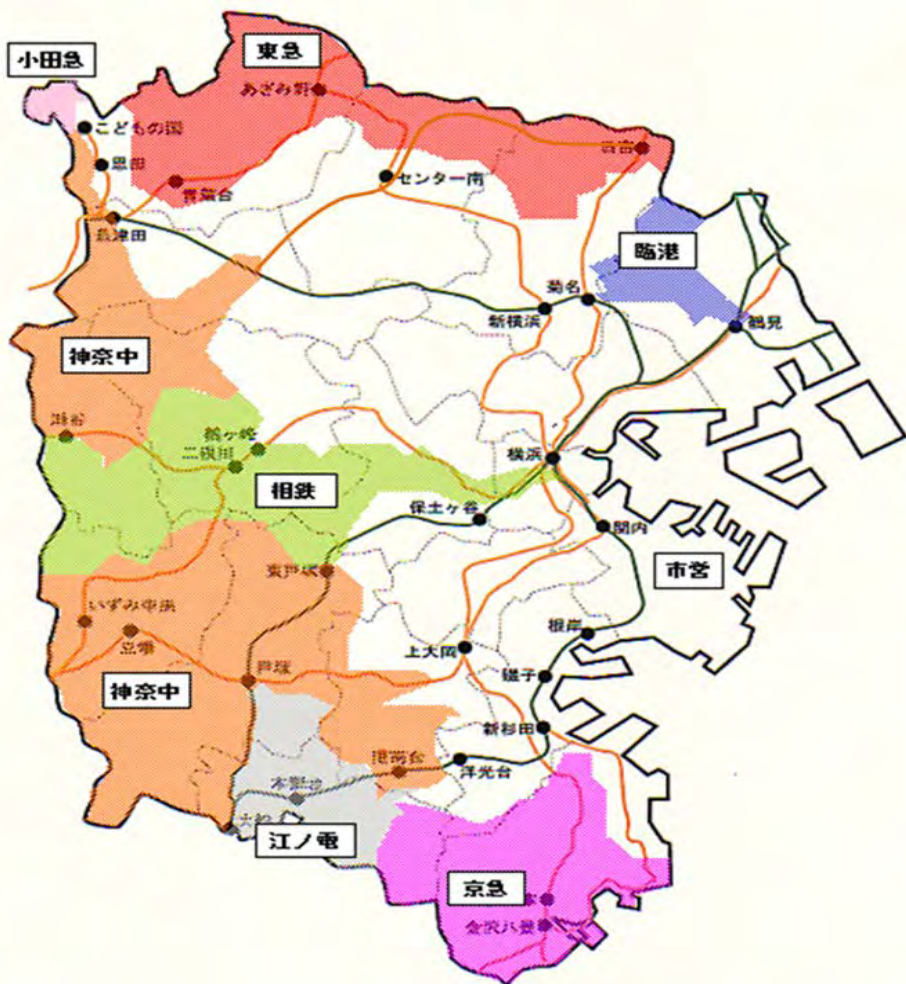 東急
小田急
あざみ野
こどもの国
日吉
恩田
センター南
青葉台
長津田
臨港
菊名
新横浜
鶴見
神奈中
鶴ヶ峰
二俣川
横浜
相鉄
保土ヶ谷
関内
東戸塚
市営
いずみ中央
立場
根岸
上大岡
戸塚
磯子
神奈中
新杉田
港南台
洋光台
本郷台
大船
江ノ電
京急
金沢八景